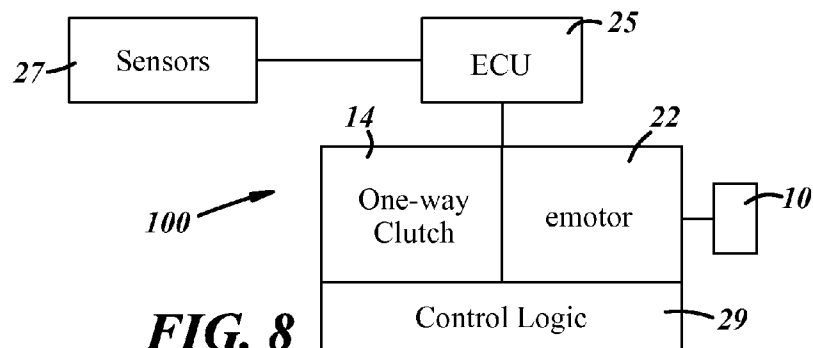 25
27
Sensors
ECU
14
22
One-way
Clutch
emotor
10
100
Control Logic
29
FIG. 8